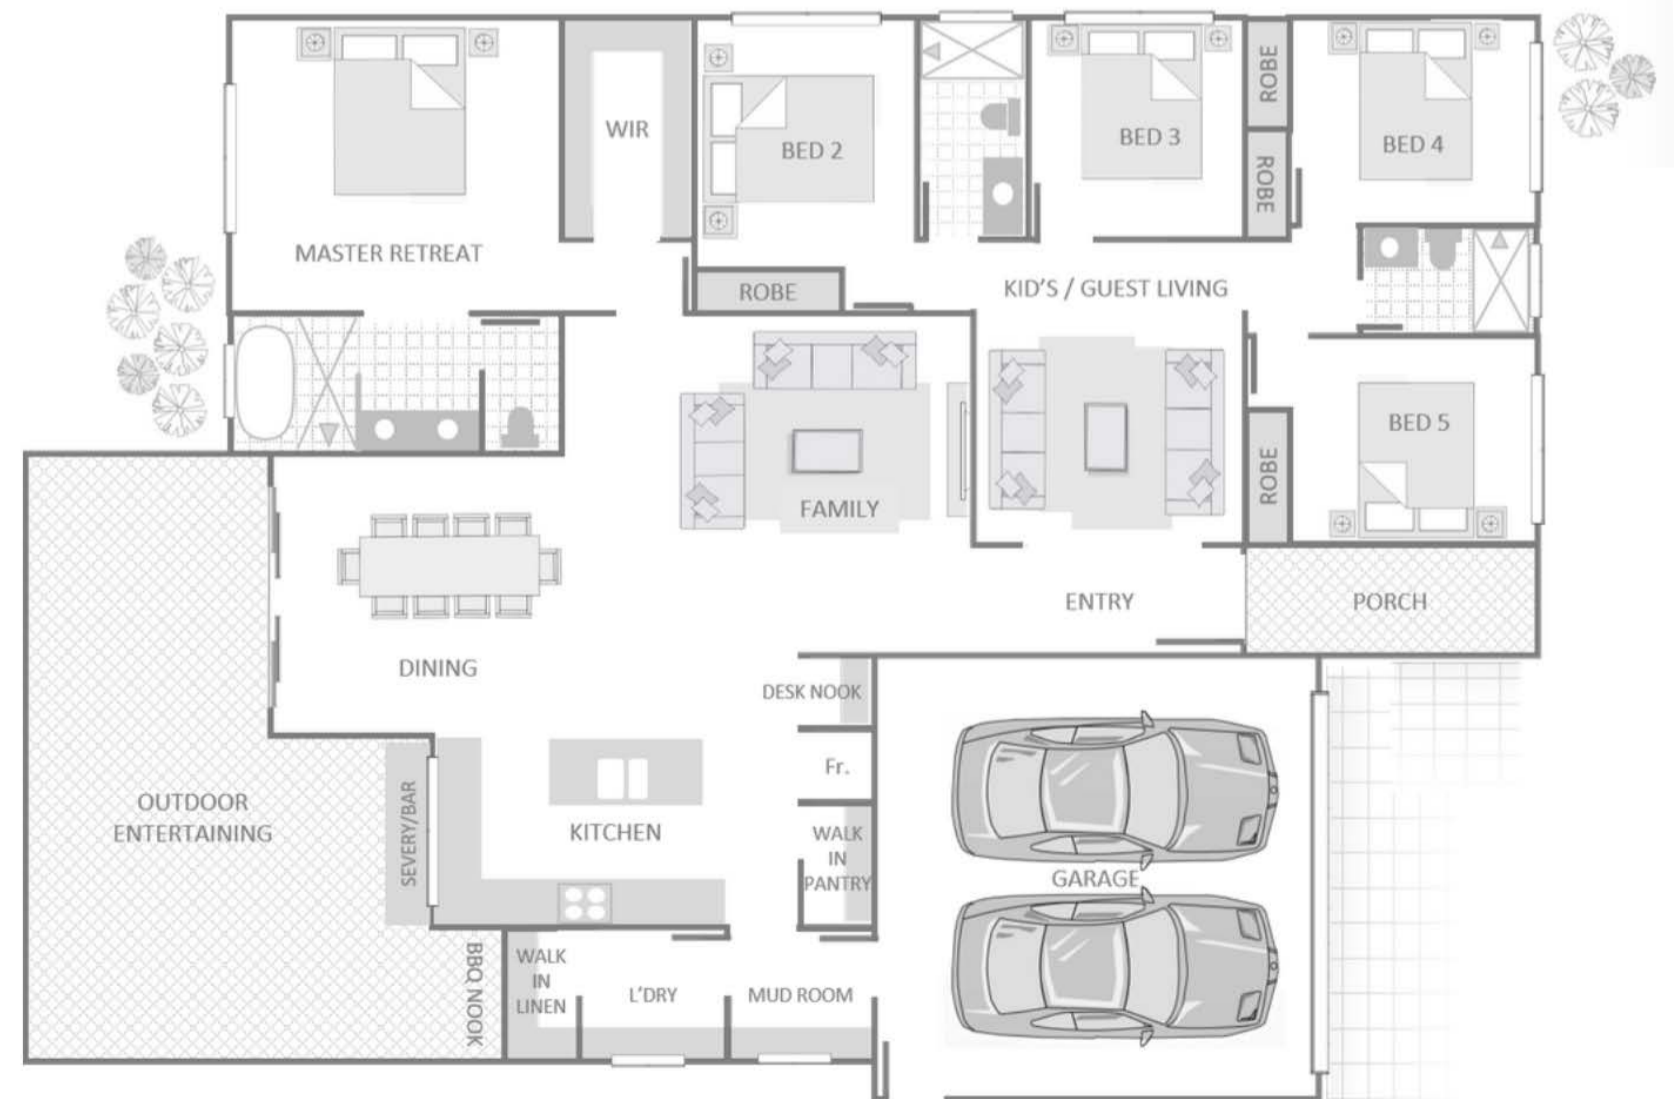 ROBE
WIR
BED 2
BED 3
BED 4
ROBE
MASTER RETREAT
ROBE
KID'S / GUEST LIVING
BED 5
ROBE
FAMILY
ENTRY
PORCH
DINING
DESK NOOK
Fr.
OUTDOOR
ENTERTAINING
SEVERY/BAR
KITCHEN
WALK
IN
PANTRY
GARAGE
BBQ NOOK
WALK
IN
LINEN
L'DRY
MUD ROOM